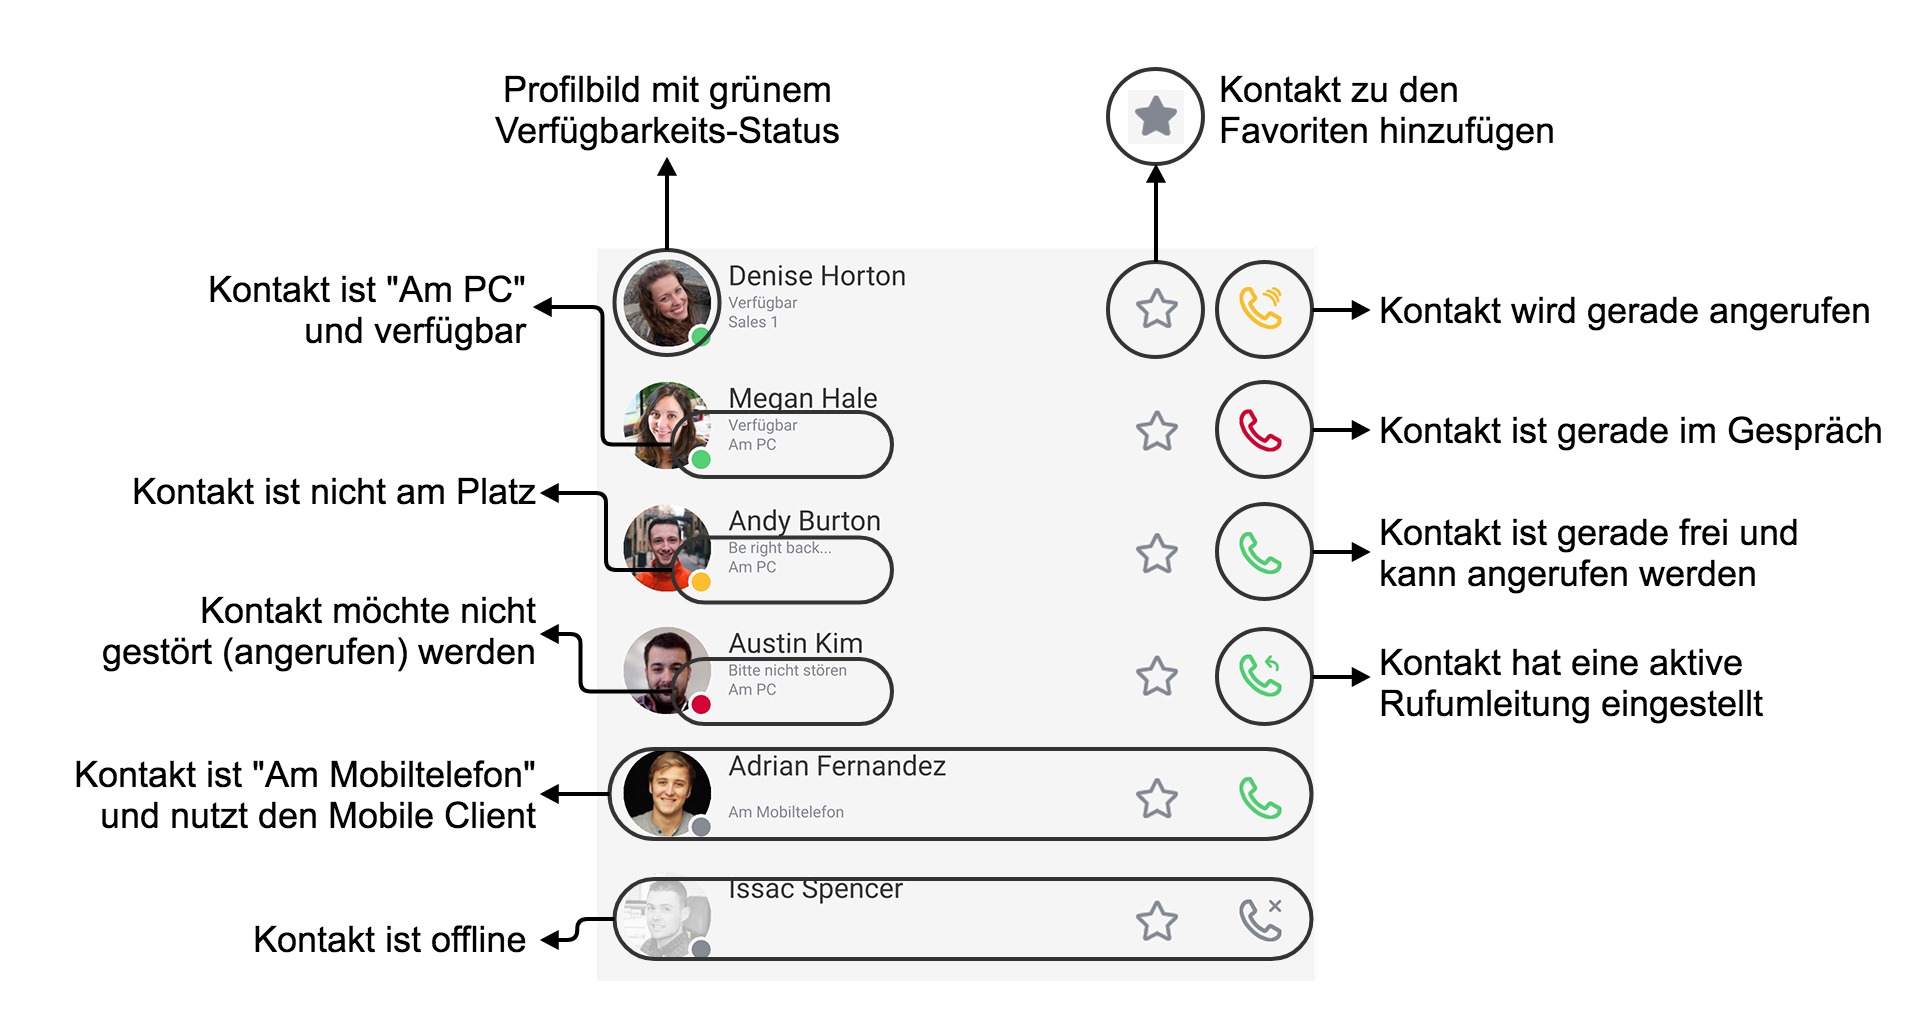 Profilbild mit grünem
Verfügbarkeits-Status
Kontakt zu den
Favoriten hinzufügen
Kontakt ist "Am PC"
und verfügbar
Denise Horton
Verfügbar
Sales 1
Kontakt wird gerade angerufen
Megan Hale
Verfügbar
Am PC
Kontakt ist gerade im Gespräch
Kontakt ist nicht am Platz
Andy Burton
Be right back...
Am PC
Kontakt ist gerade frei und
kann angerufen werden
Kontakt möchte nicht
gestört (angerufen) werden
Austin Kim
Bitte nicht stören
Am PC
Kontakt hat eine aktive
Rufumleitung eingestellt
Kontakt ist "Am Mobiltelefon"
und nutzt den Mobile Client
Adrian Fernandez
Am Mobiltelefon
Issac Spencer
Kontakt ist offline